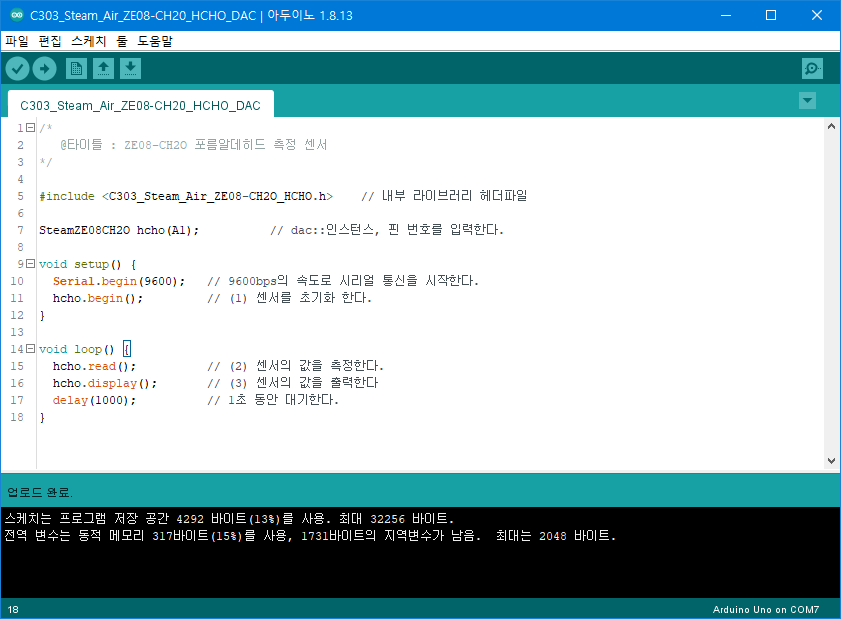 C303_Steam_Air_ZE08-CH20_HCHO_DAC | 아두이노 1.8.13
파일 편집 스케치 툴 도움말
C303_Steam_Air_ZE08-CH20_HCHO_DAC
1 /*
2 @타이틀 : ZE08-CH2O 포름알데히드 측정 센서
3 */
4
5 #include <C303_Steam_Air_ZE08-CH2O_HCHO.h> // 내부 라이브러리 헤더파일
6
7 SteamZE08CH2O hcho(A1); // dac::인스턴스, 핀 번호를 입력한다.
8
9 void setup() {
10 Serial.begin(9600); // 9600bps의 속도로 시리얼 통신을 시작한다.
11 hcho.begin(); // (1) 센서를 초기화 한다.
12 }
13
14 void loop() {
15 hcho.read(); // (2) 센서의 값을 측정한다.
16 hcho.display(); // (3) 센서의 값을 출력한다
17 delay(1000); // 1초 동안 대기한다.
18 }
업로드 완료.
스케치는 프로그램 저장 공간 4292 바이트(13%)를 사용. 최대 32256 바이트.
전역 변수는 동적 메모리 317바이트(15%)를 사용, 1731바이트의 지역변수가 남음.  최대는 2048 바이트.
18 Arduino Uno on COM7